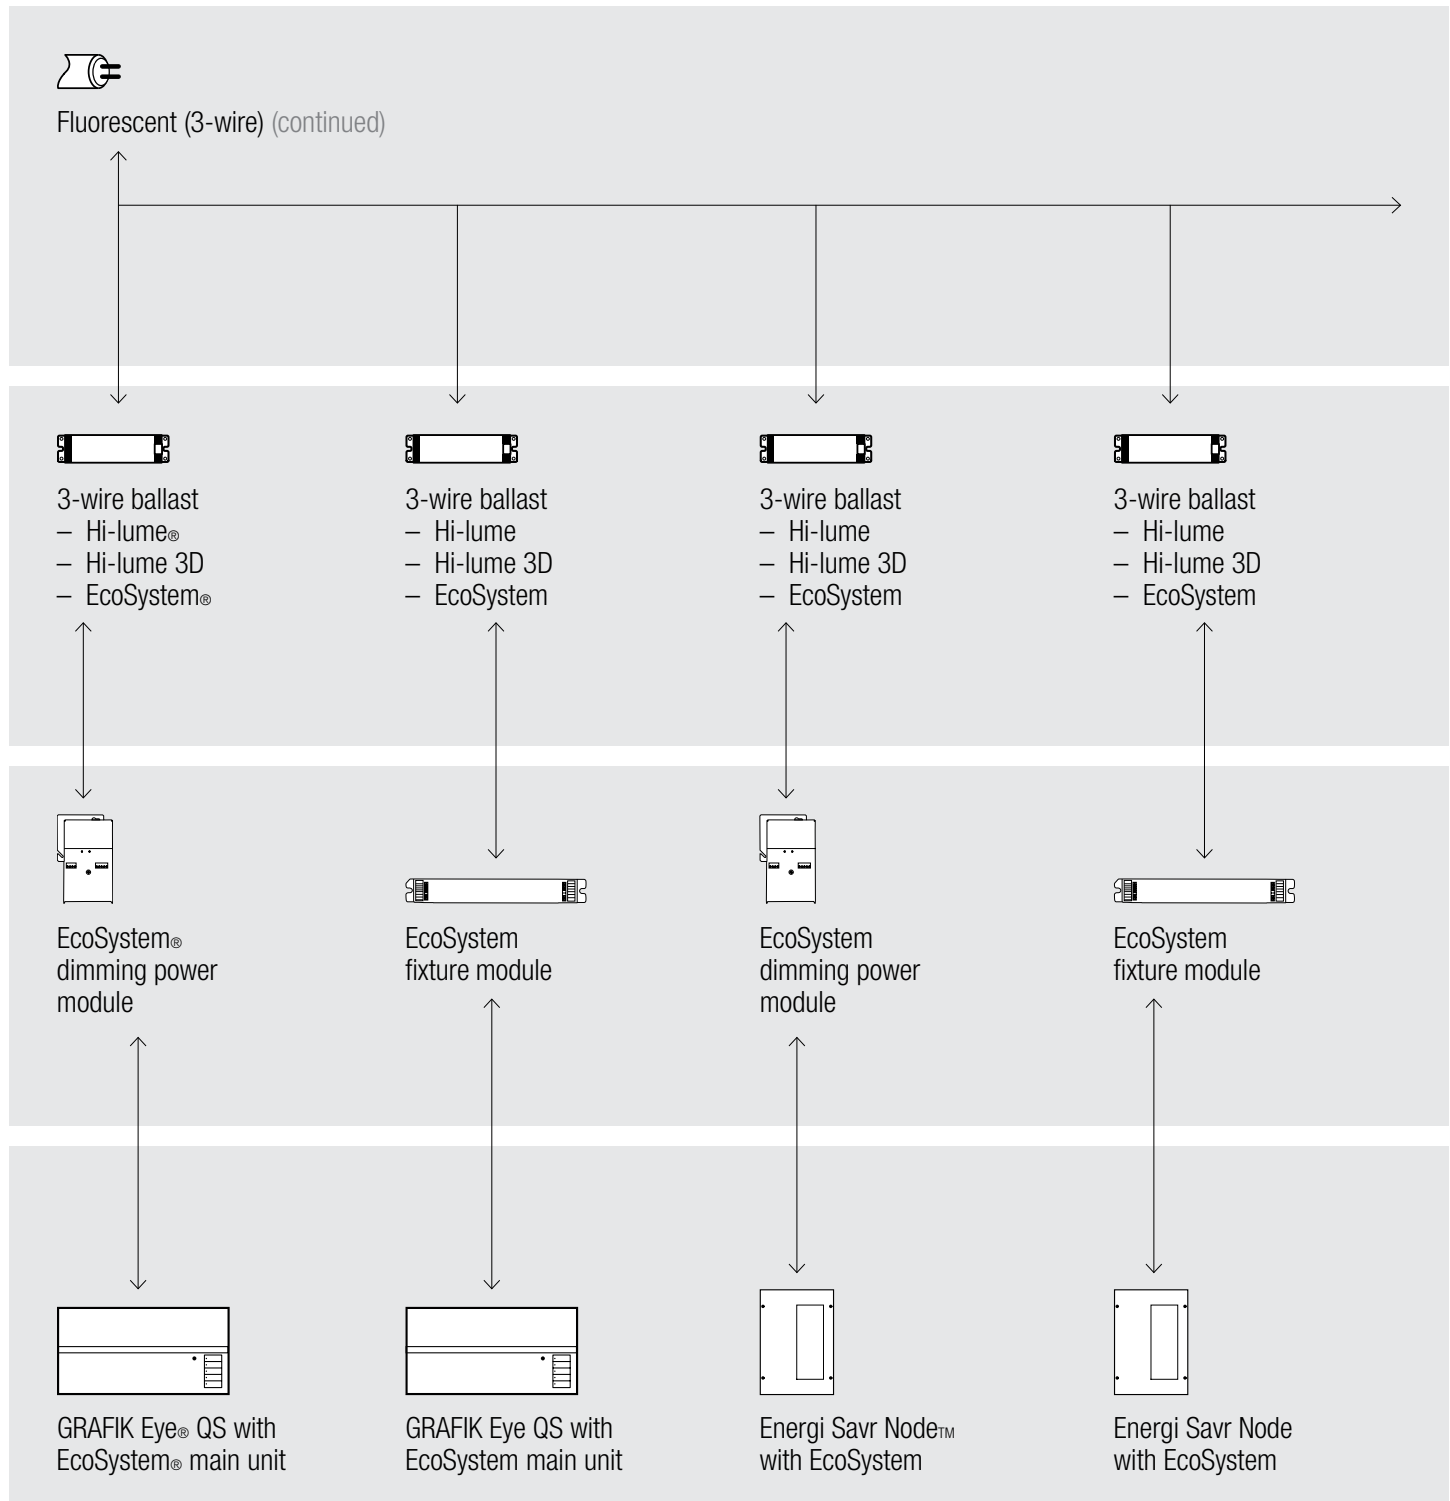 Fluorescent (3-wire) (continued)
3-wire ballast
– Hi-lume®
– Hi-lume 3D
– EcoSystem®
3-wire ballast
– Hi-lume
– Hi-lume 3D
– EcoSystem
3-wire ballast
– Hi-lume
– Hi-lume 3D
– EcoSystem
3-wire ballast
– Hi-lume
– Hi-lume 3D
– EcoSystem
EcoSystem®
dimming power
module
EcoSystem
fixture module
EcoSystem
dimming power
module
EcoSystem
fixture module
GRAFIK Eye® QS with
EcoSystem® main unit
GRAFIK Eye QS with
EcoSystem main unit
Energi Savr Node™
with EcoSystem
Energi Savr Node
with EcoSystem